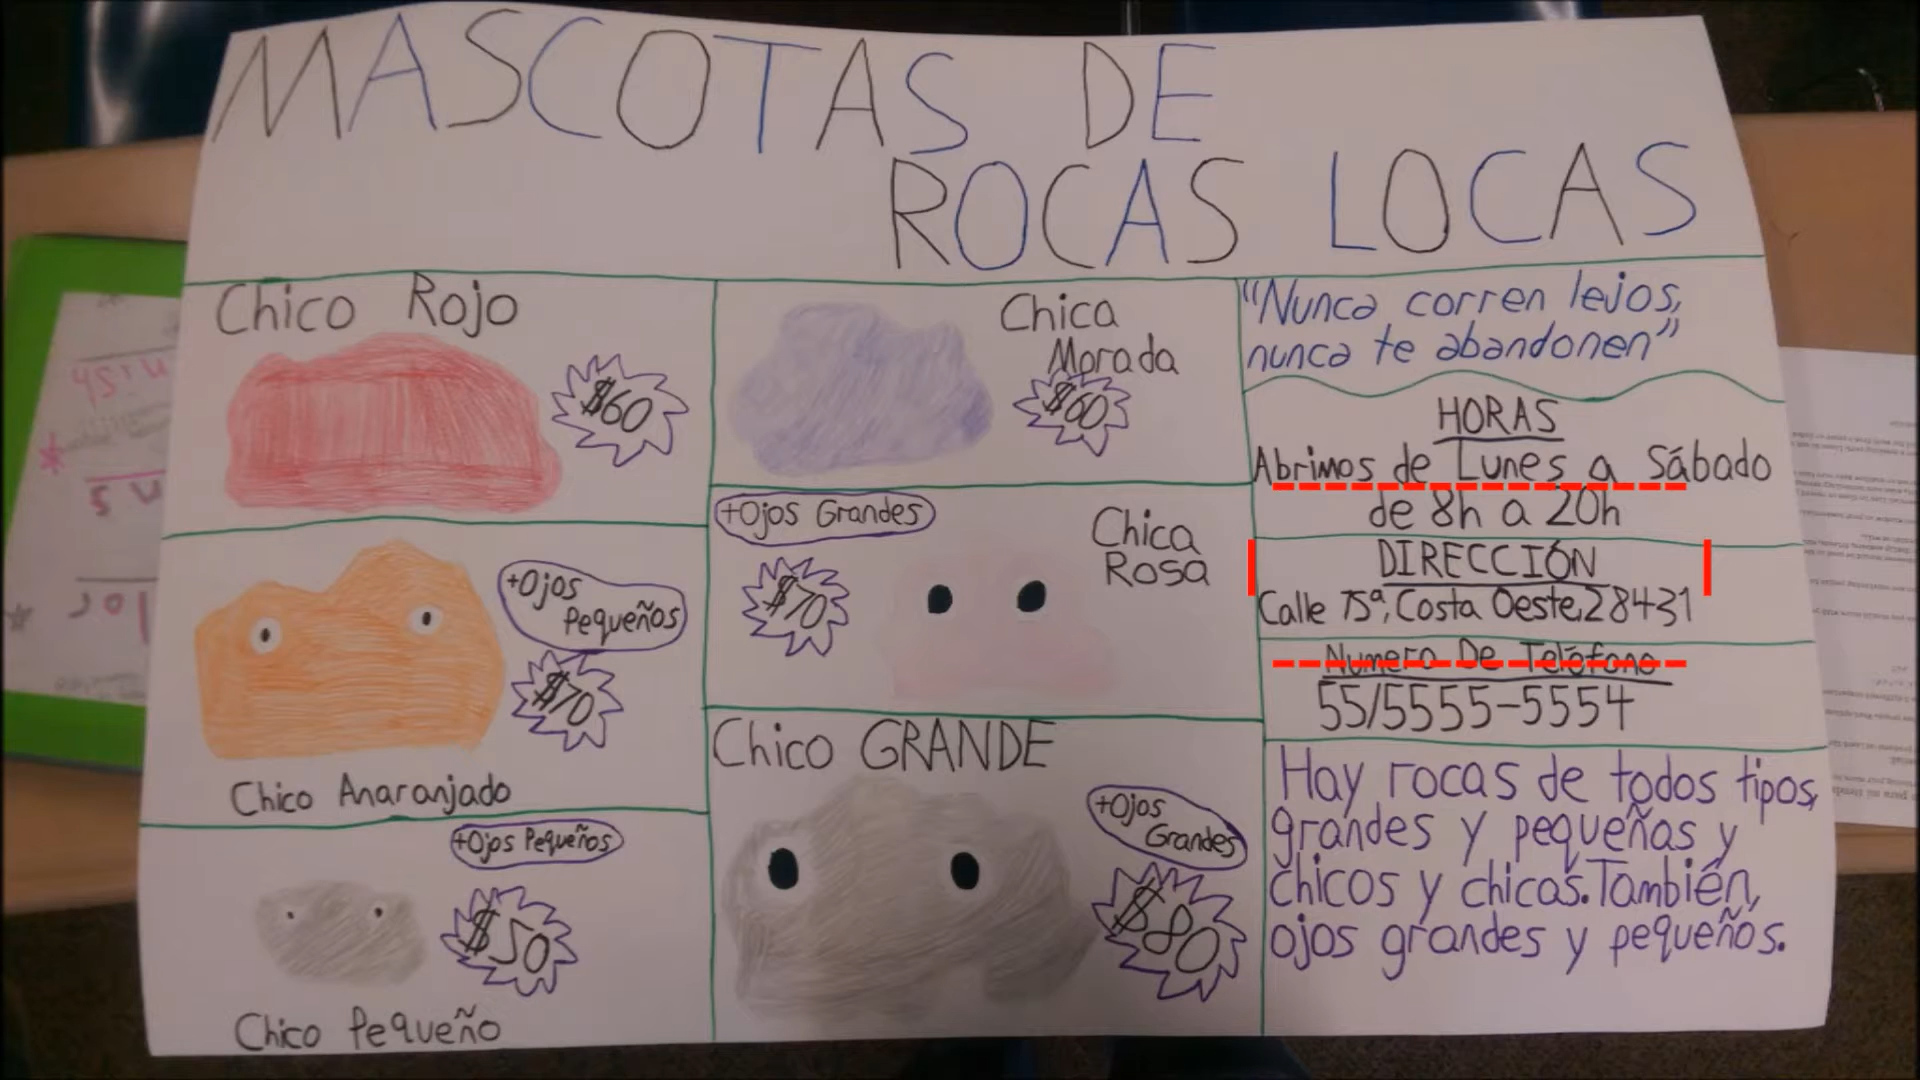 MASCOTAS DE
ROCAS LOCAS
Chico Rojo
$60
+Ojos
Pequeños
$70
Chico Anaranjado
+Ojos Pequeños
$50
Chico Pequeño
Chica
Morada
$60
+Ojos Grandes
Chica
Rosa
$70
Chico GRANDE
+Ojos
Grandes
$80
"Nunca corren lejos,
nunca te abandonen"
HORAS
Abrimos de Lunes a Sábado
de 8h a 20h
DIRECCIÓN
Calle 75ª, Costa Oeste, 28431
Numero De Teléfono
55/5555-5554
Hay rocas de todos tipos,
grandes y pequeñas y
chicos y chicas. También,
ojos grandes y pequeños.